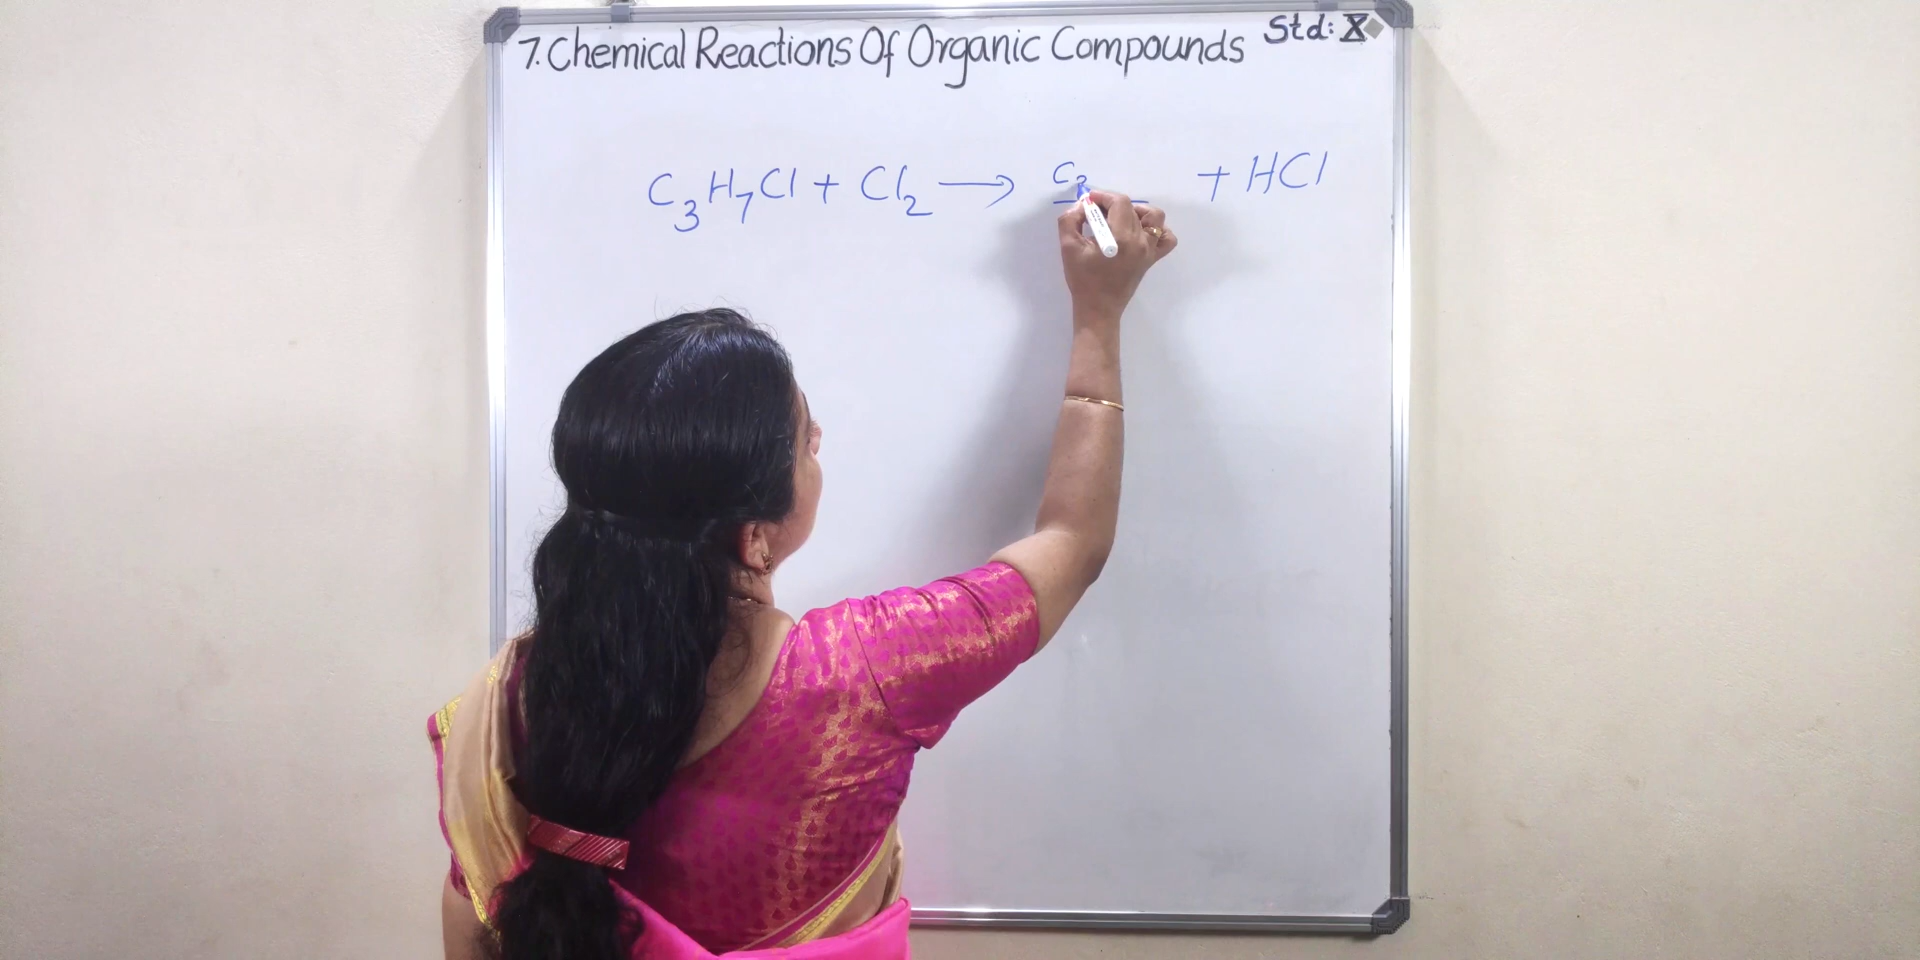 7. Chemical Reactions Of Organic Compounds Std: X
C₃H₇Cl + Cl₂ ⟶ C₃ + HCl